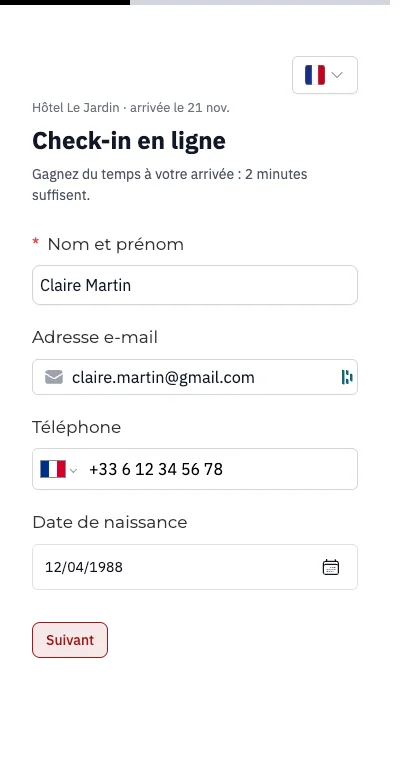 Hôtel Le Jardin · arrivée le 21 nov.
Check-in en ligne
Gagnez du temps à votre arrivée : 2 minutes
suffisent.
* Nom et prénom
Claire Martin
Adresse e-mail
claire.martin@gmail.com
Téléphone
+33 6 12 34 56 78
Date de naissance
12/04/1988
Suivant